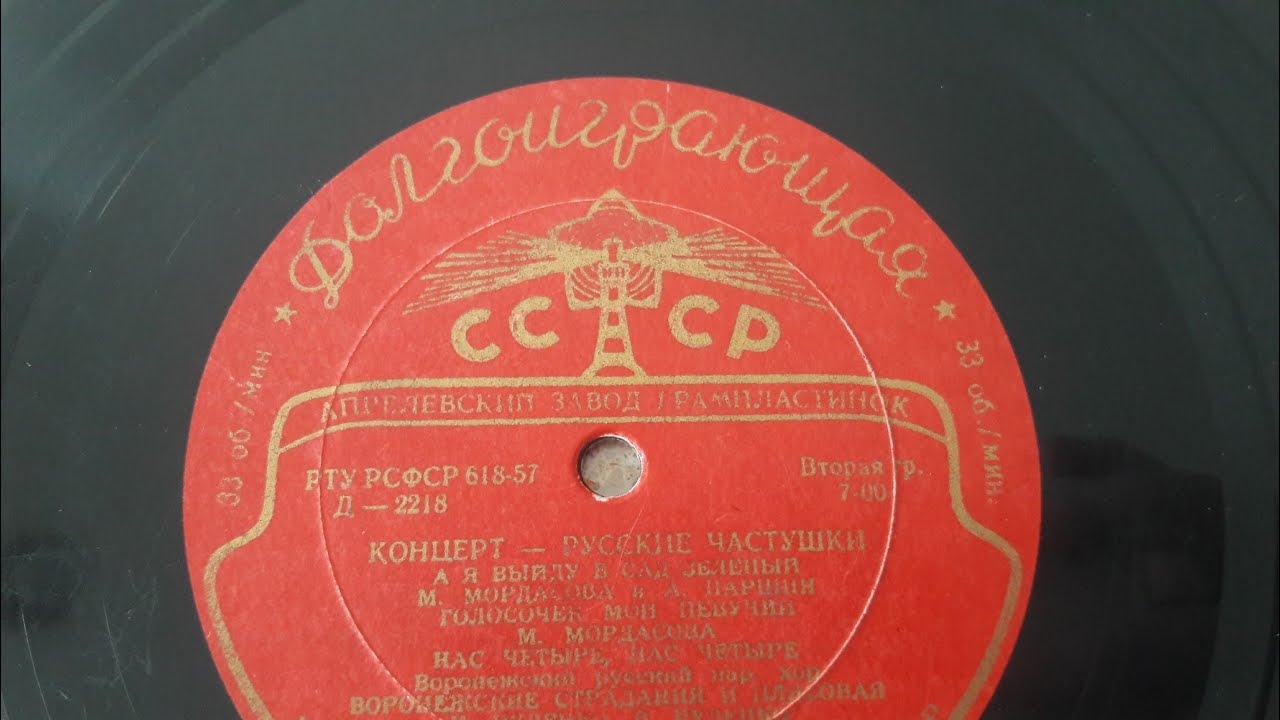 Долгоиграющая
33 об./мин.
33 об./мин.
СССР
АПРЕЛЕВСКИЙ ЗАВОД ГРАМПЛАСТИНОК
РТУ РСФСР 618-57
Вторая гр.
Д — 2218
7-00
КОНЦЕРТ — РУССКИЕ ЧАСТУШКИ
А Я ВЫЙДУ В САД ЗЕЛЕНЫЙ
М. МОРДАСОВА и А. ПАРШИН
ГОЛОСОЧЕК МОЙ ПЕВУЧИЙ
М. МОРДАСОВА
НАС ЧЕТЫРЕ, НАС ЧЕТЫРЕ
Воронежский русский нар. хор
ВОРОНЕЖСКИЕ СТРАДАНИЯ И ПЛЯСОВАЯ